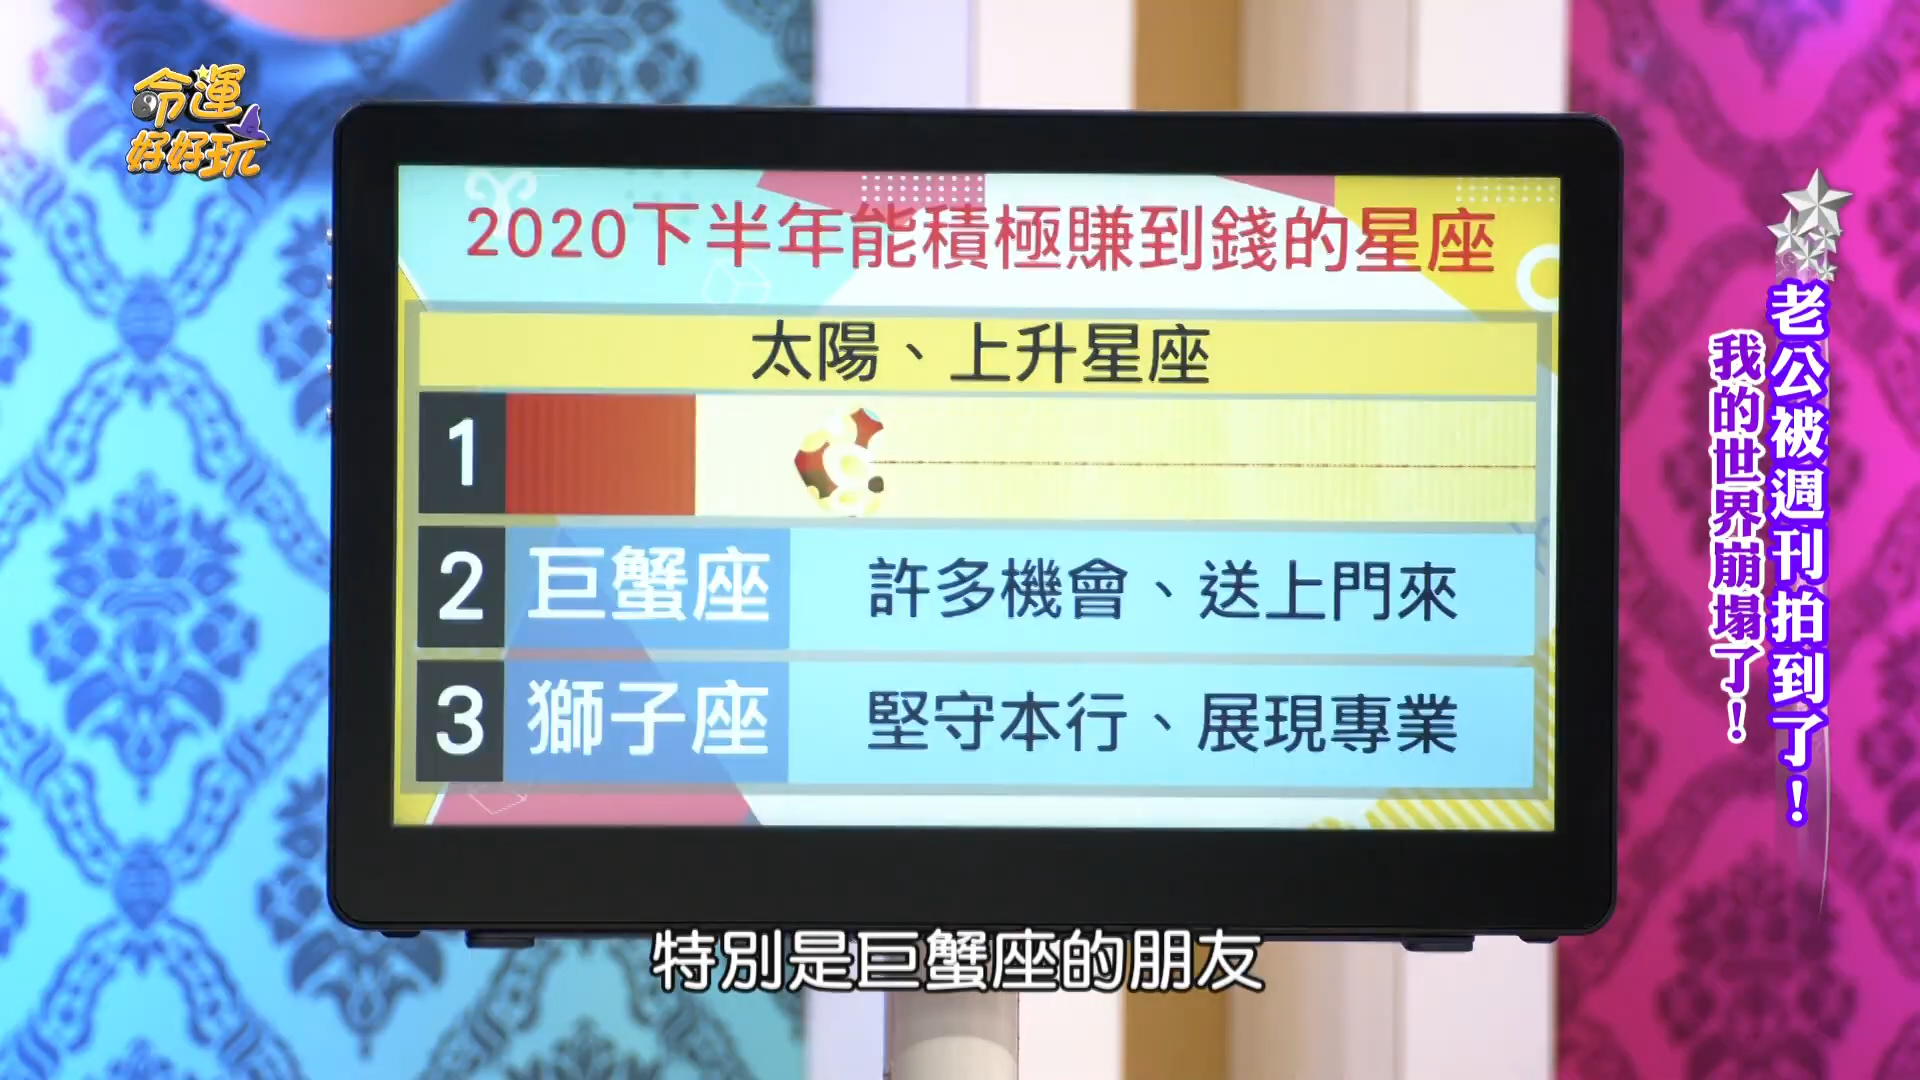 命運
好好玩
2020下半年能積極賺到錢的星座
太陽、上升星座
1
2 巨蟹座 許多機會、送上門來
3 獅子座 堅守本行、展現專業
老公被週刊拍到了!
我的世界崩塌了!
特別是巨蟹座的朋友